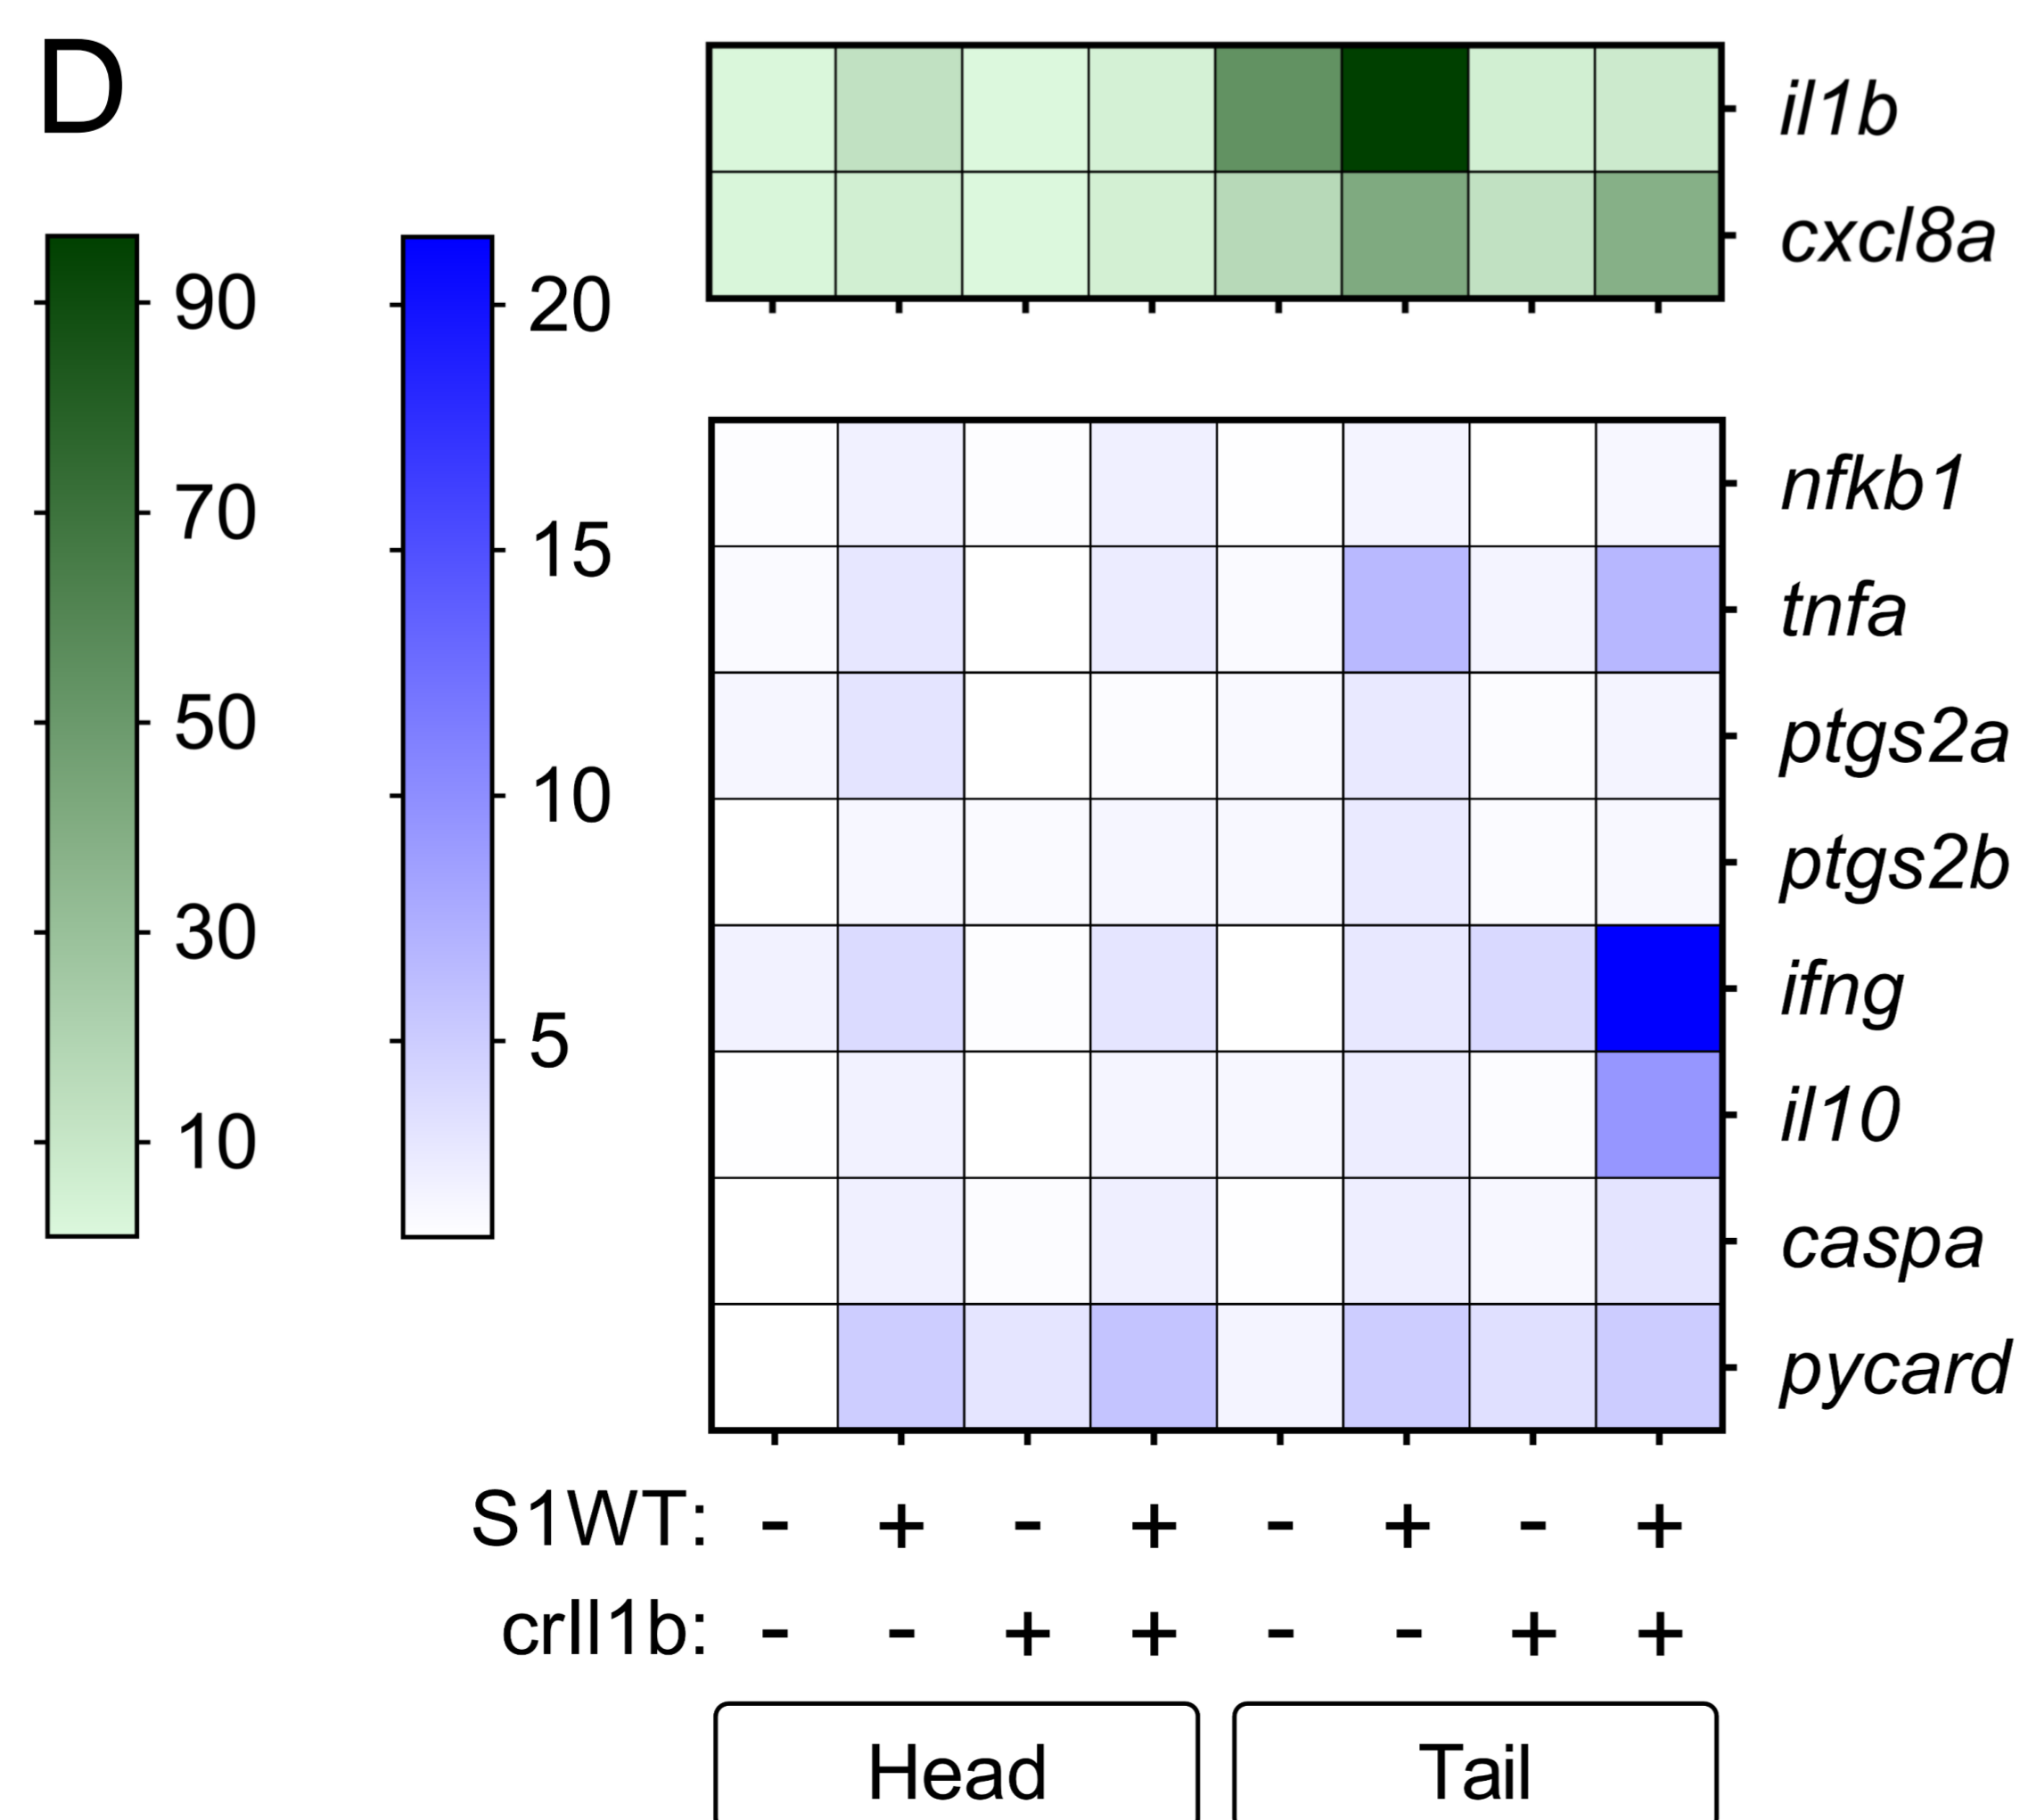 D
il1b
cxcl8a
90
70
50
30
10
20
15
10
5
nfkb1
tnfa
ptgs2a
ptgs2b
ifng
il10
caspa
pycard
S1WT: - + - + - + - +
crIl1b: - - + + - - + +
Head Tail